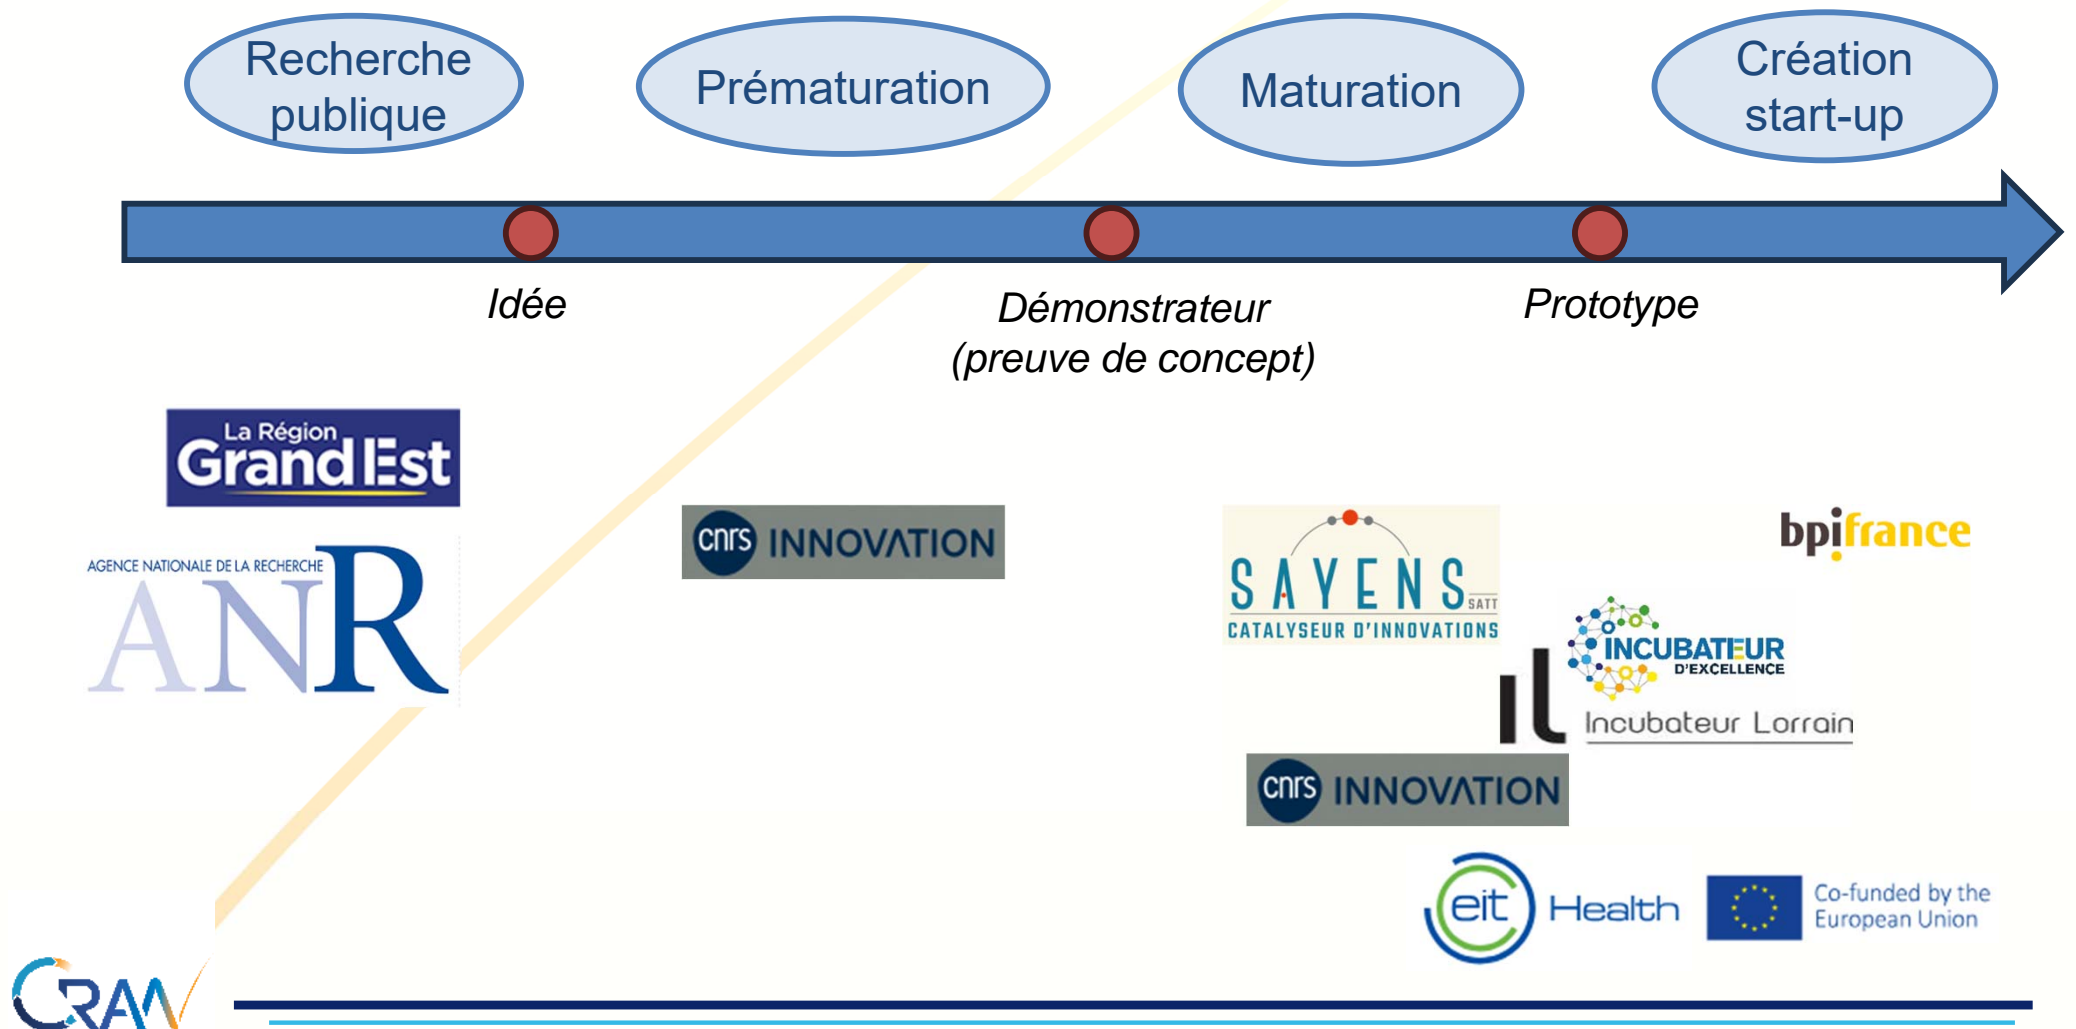 Recherche
publique
Prématuration
Maturation
Création
start-up
Idée
Démonstrateur
(preuve de concept)
Prototype
La Région
Grand Est
AGENCE NATIONALE DE LA RECHERCHE
ANR
cnrs INNOVATION
SAYENS SATT
CATALYSEUR D'INNOVATIONS
bpifrance
INCUBATEUR
D'EXCELLENCE
IL Incubateur Lorrain
cnrs INNOVATION
eit Health
Co-funded by the
European Union
CRAN